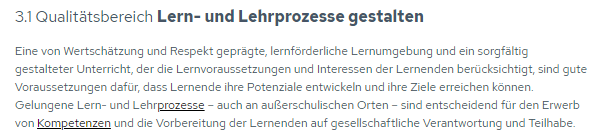 3.1 Qualitätsbereich Lern- und Lehrprozesse gestalten
Eine von Wertschätzung und Respekt geprägte, lernförderliche Lernumgebung und ein sorgfältig
gestalteter Unterricht, der die Lernvoraussetzungen und Interessen der Lernenden berücksichtigt, sind gute
Voraussetzungen dafür, dass Lernende ihre Potenziale entwickeln und ihre Ziele erreichen können.
Gelungene Lern- und Lehrprozesse – auch an außerschulischen Orten – sind entscheidend für den Erwerb
von Kompetenzen und die Vorbereitung der Lernenden auf gesellschaftliche Verantwortung und Teilhabe.